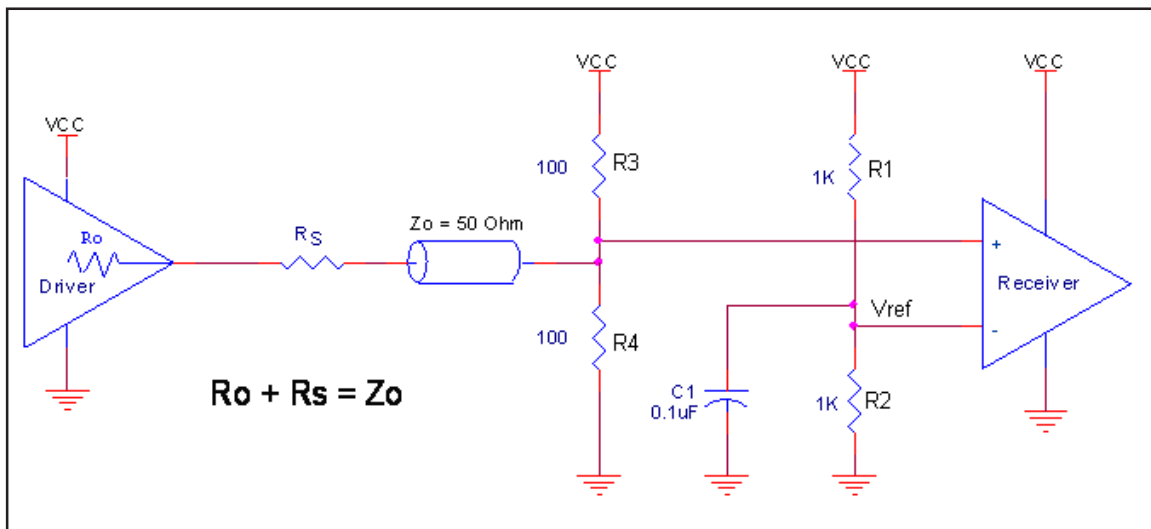 VCC
VCC
VCC
VCC
100
R3
1K
R1
Zo = 50 Ohm
Ro
RS
+
Driver
Receiver
Vref
-
100
R4
Ro + Rs = Zo
C1
0.1uF
1K
R2